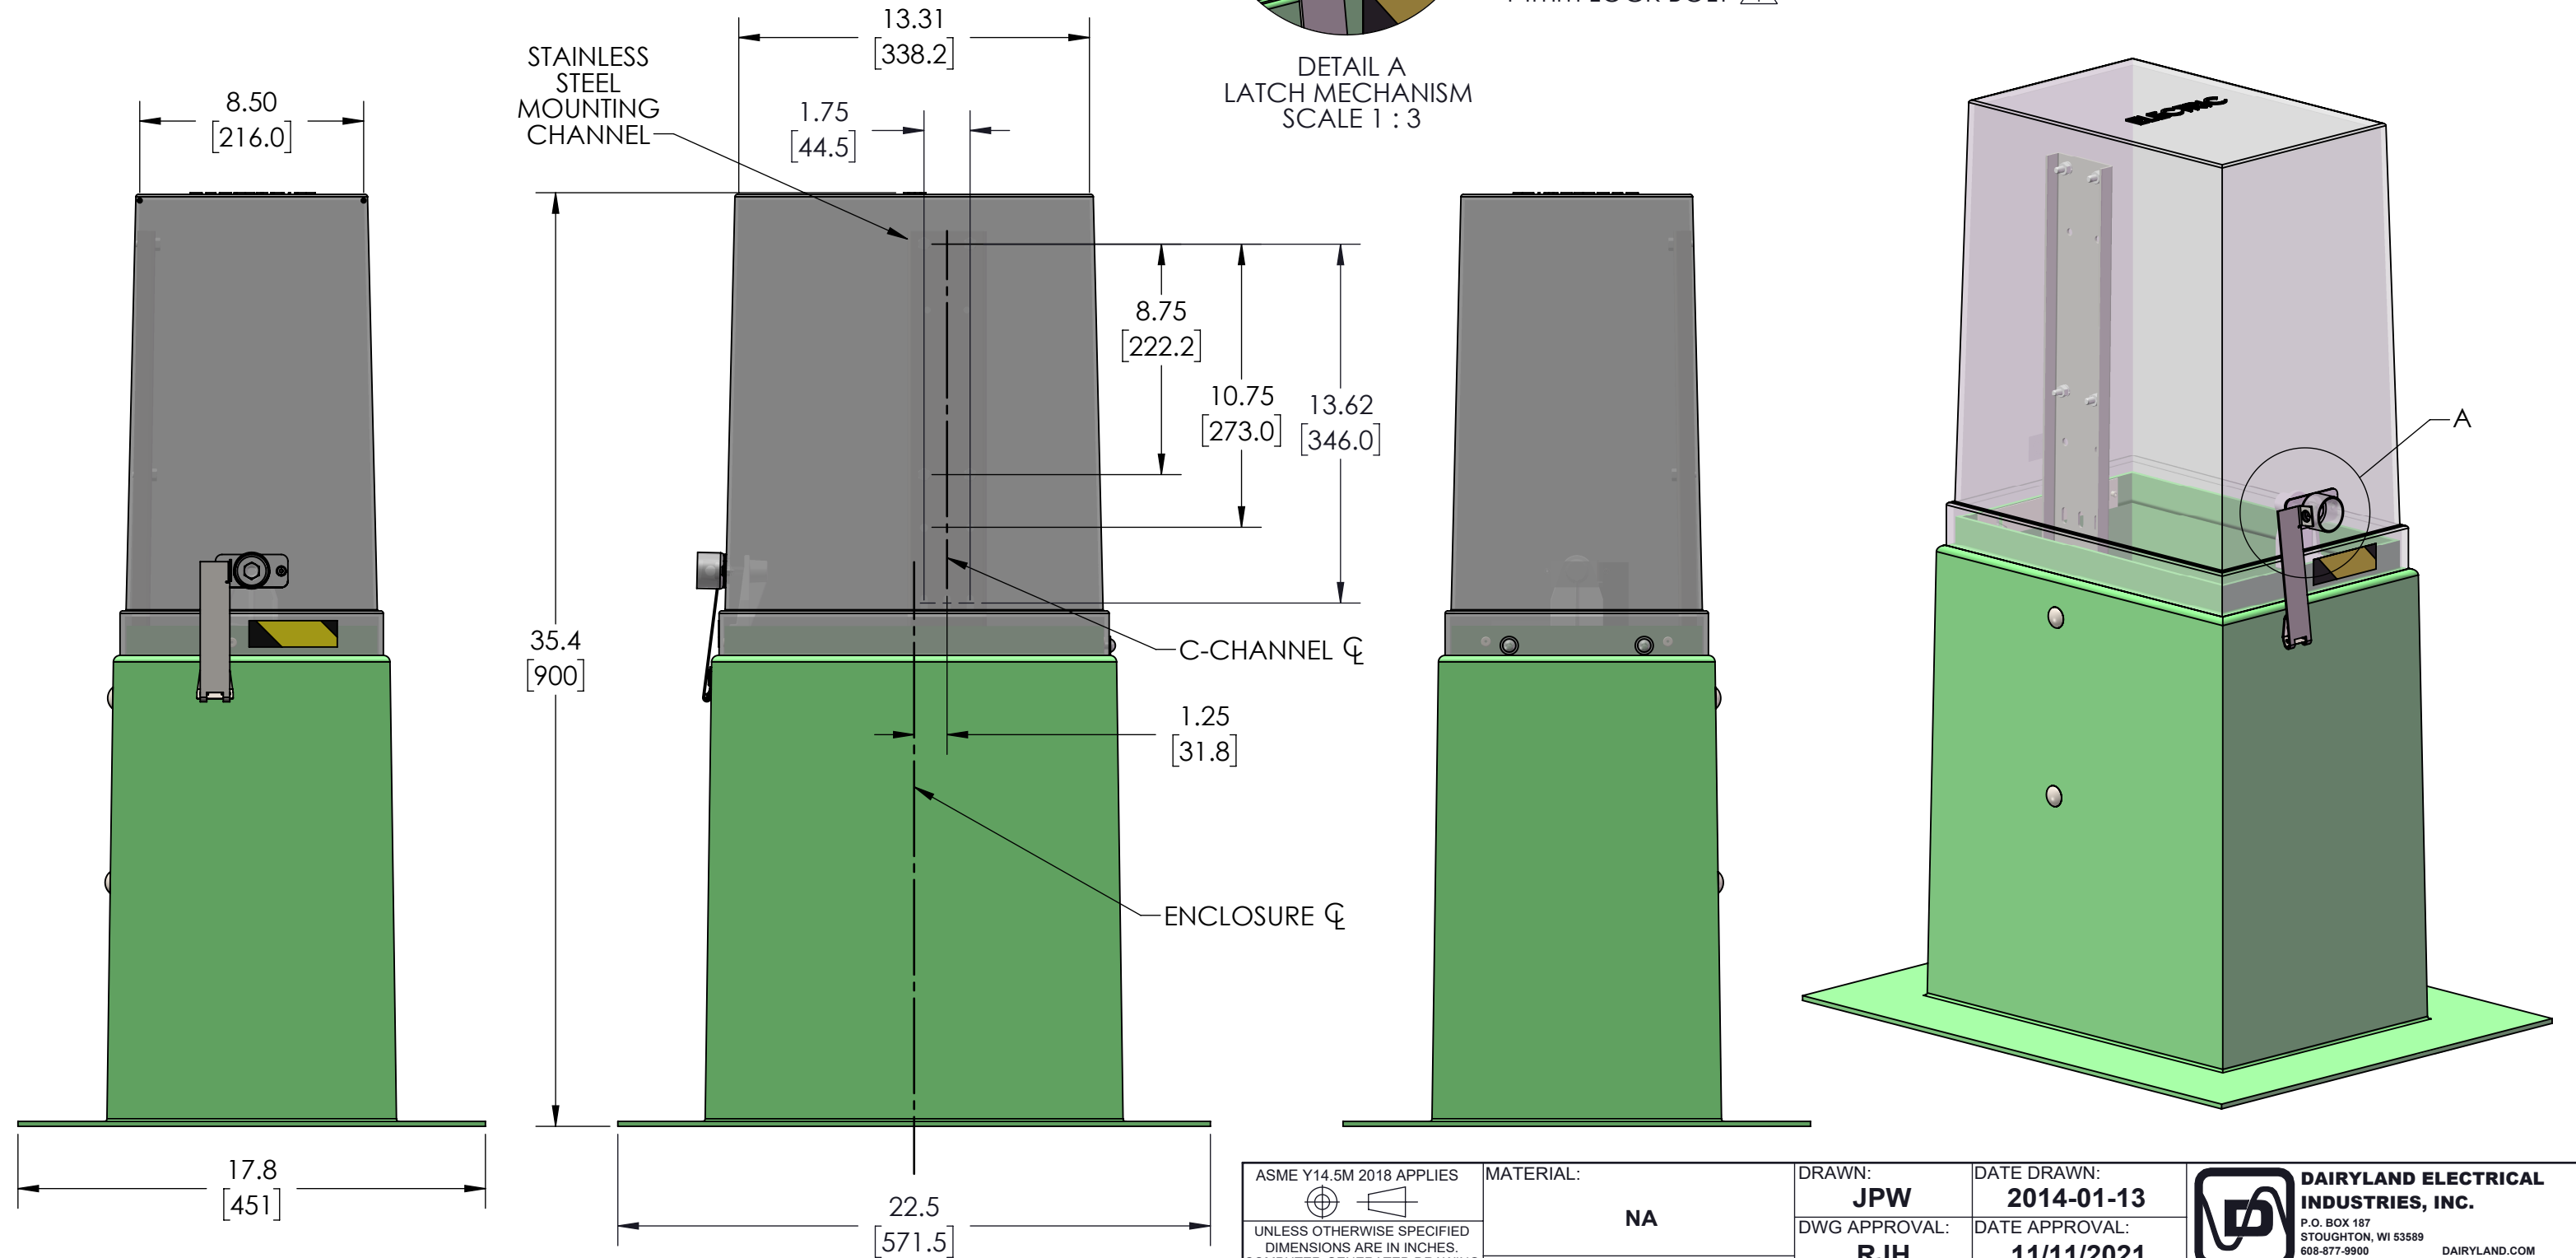 13.31
[338.2]
STAINLESS
STEEL
MOUNTING
CHANNEL
8.50
[216.0]
1.75
[44.5]
DETAIL A
LATCH MECHANISM
SCALE 1 : 3
8.75
[222.2]
10.75
[273.0]
13.62
[346.0]
A
35.4
[900]
C-CHANNEL ℄
1.25
[31.8]
ENCLOSURE ℄
17.8
[451]
22.5
[571.5]
ASME Y14.5M 2018 APPLIES
UNLESS OTHERWISE SPECIFIED
DIMENSIONS ARE IN INCHES.
MATERIAL:
NA
DRAWN:
JPW
DATE DRAWN:
2014-01-13
DWG APPROVAL:
RJH
DATE APPROVAL:
11/11/2021
D
DAIRYLAND ELECTRICAL
INDUSTRIES, INC.
P.O. BOX 187
STOUGHTON, WI 53589
608-877-9900 DAIRYLAND.COM